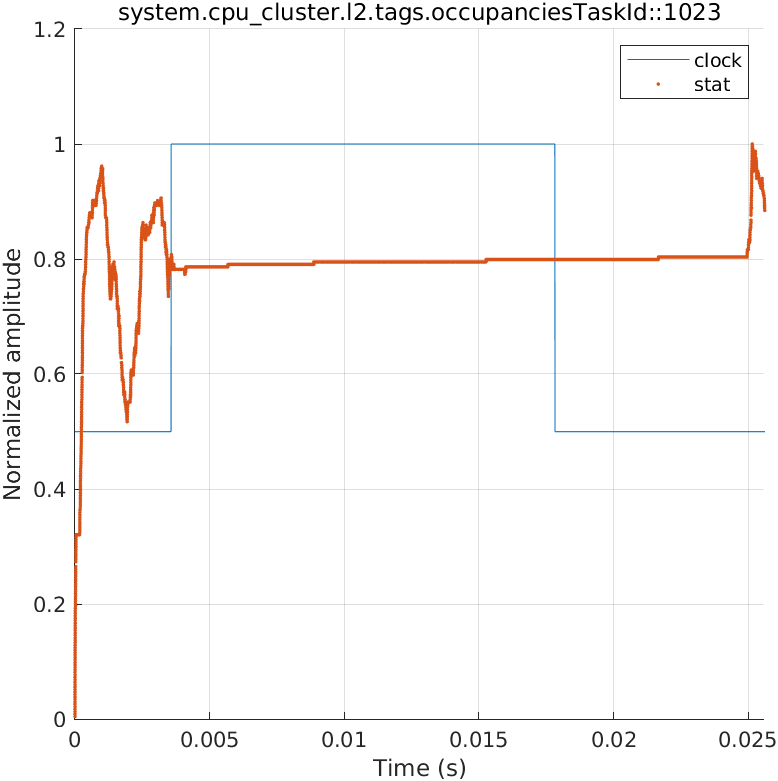 system.cpu_cluster.l2.tags.occupanciesTaskId::1023
clock
stat
Normalized amplitude
1.2
1
0.8
0.6
0.4
0.2
0
0
0.005
0.01
0.015
0.02
0.025
Time (s)